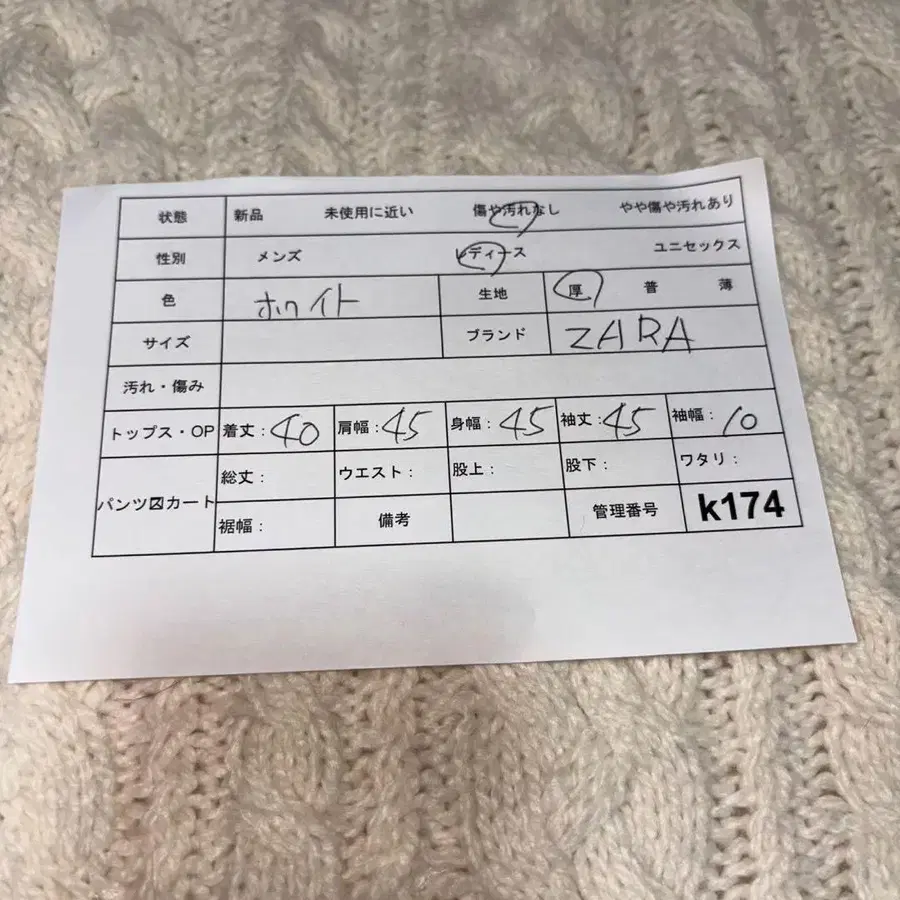 状態 新品 未使用に近い 傷や汚れなし やや傷や汚れあり
性別 メンズ レディース ユニセックス
色 ホワイト 生地 厚 普 薄
サイズ ブランド ZARA
汚れ・傷み
トップス・OP 着丈：40 肩幅：45 身幅：45 袖丈：45 袖幅：10
パンツ〼カート 総丈： ウエスト： 股上： 股下： ワタリ：
裾幅： 備考 管理番号 k174